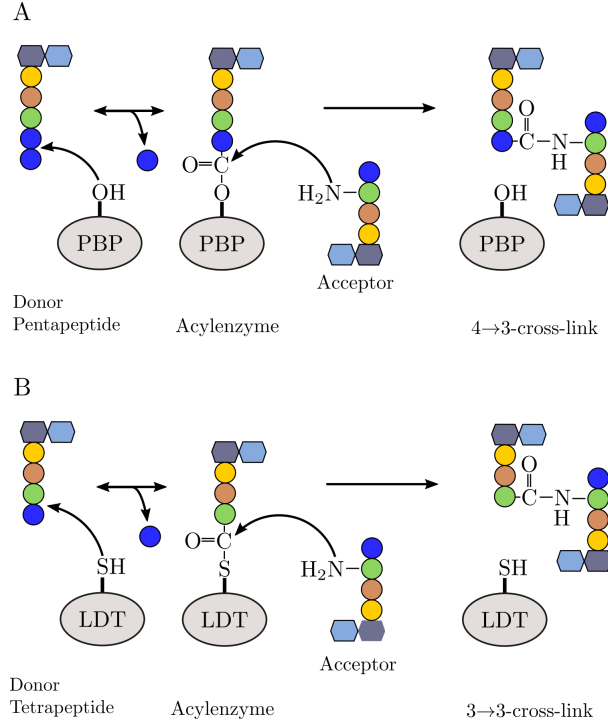 A
O
OH
O=C
H₂N
C
N
O
H
OH
PBP
PBP
PBP
Donor
Pentapeptide
Acylenzyme
Acceptor
4→3-cross-link
B
O
C
N
H
O=C
SH
S
H₂N
SH
LDT
LDT
LDT
Acceptor
Donor
Tetrapeptide
Acylenzyme
3→3-cross-link